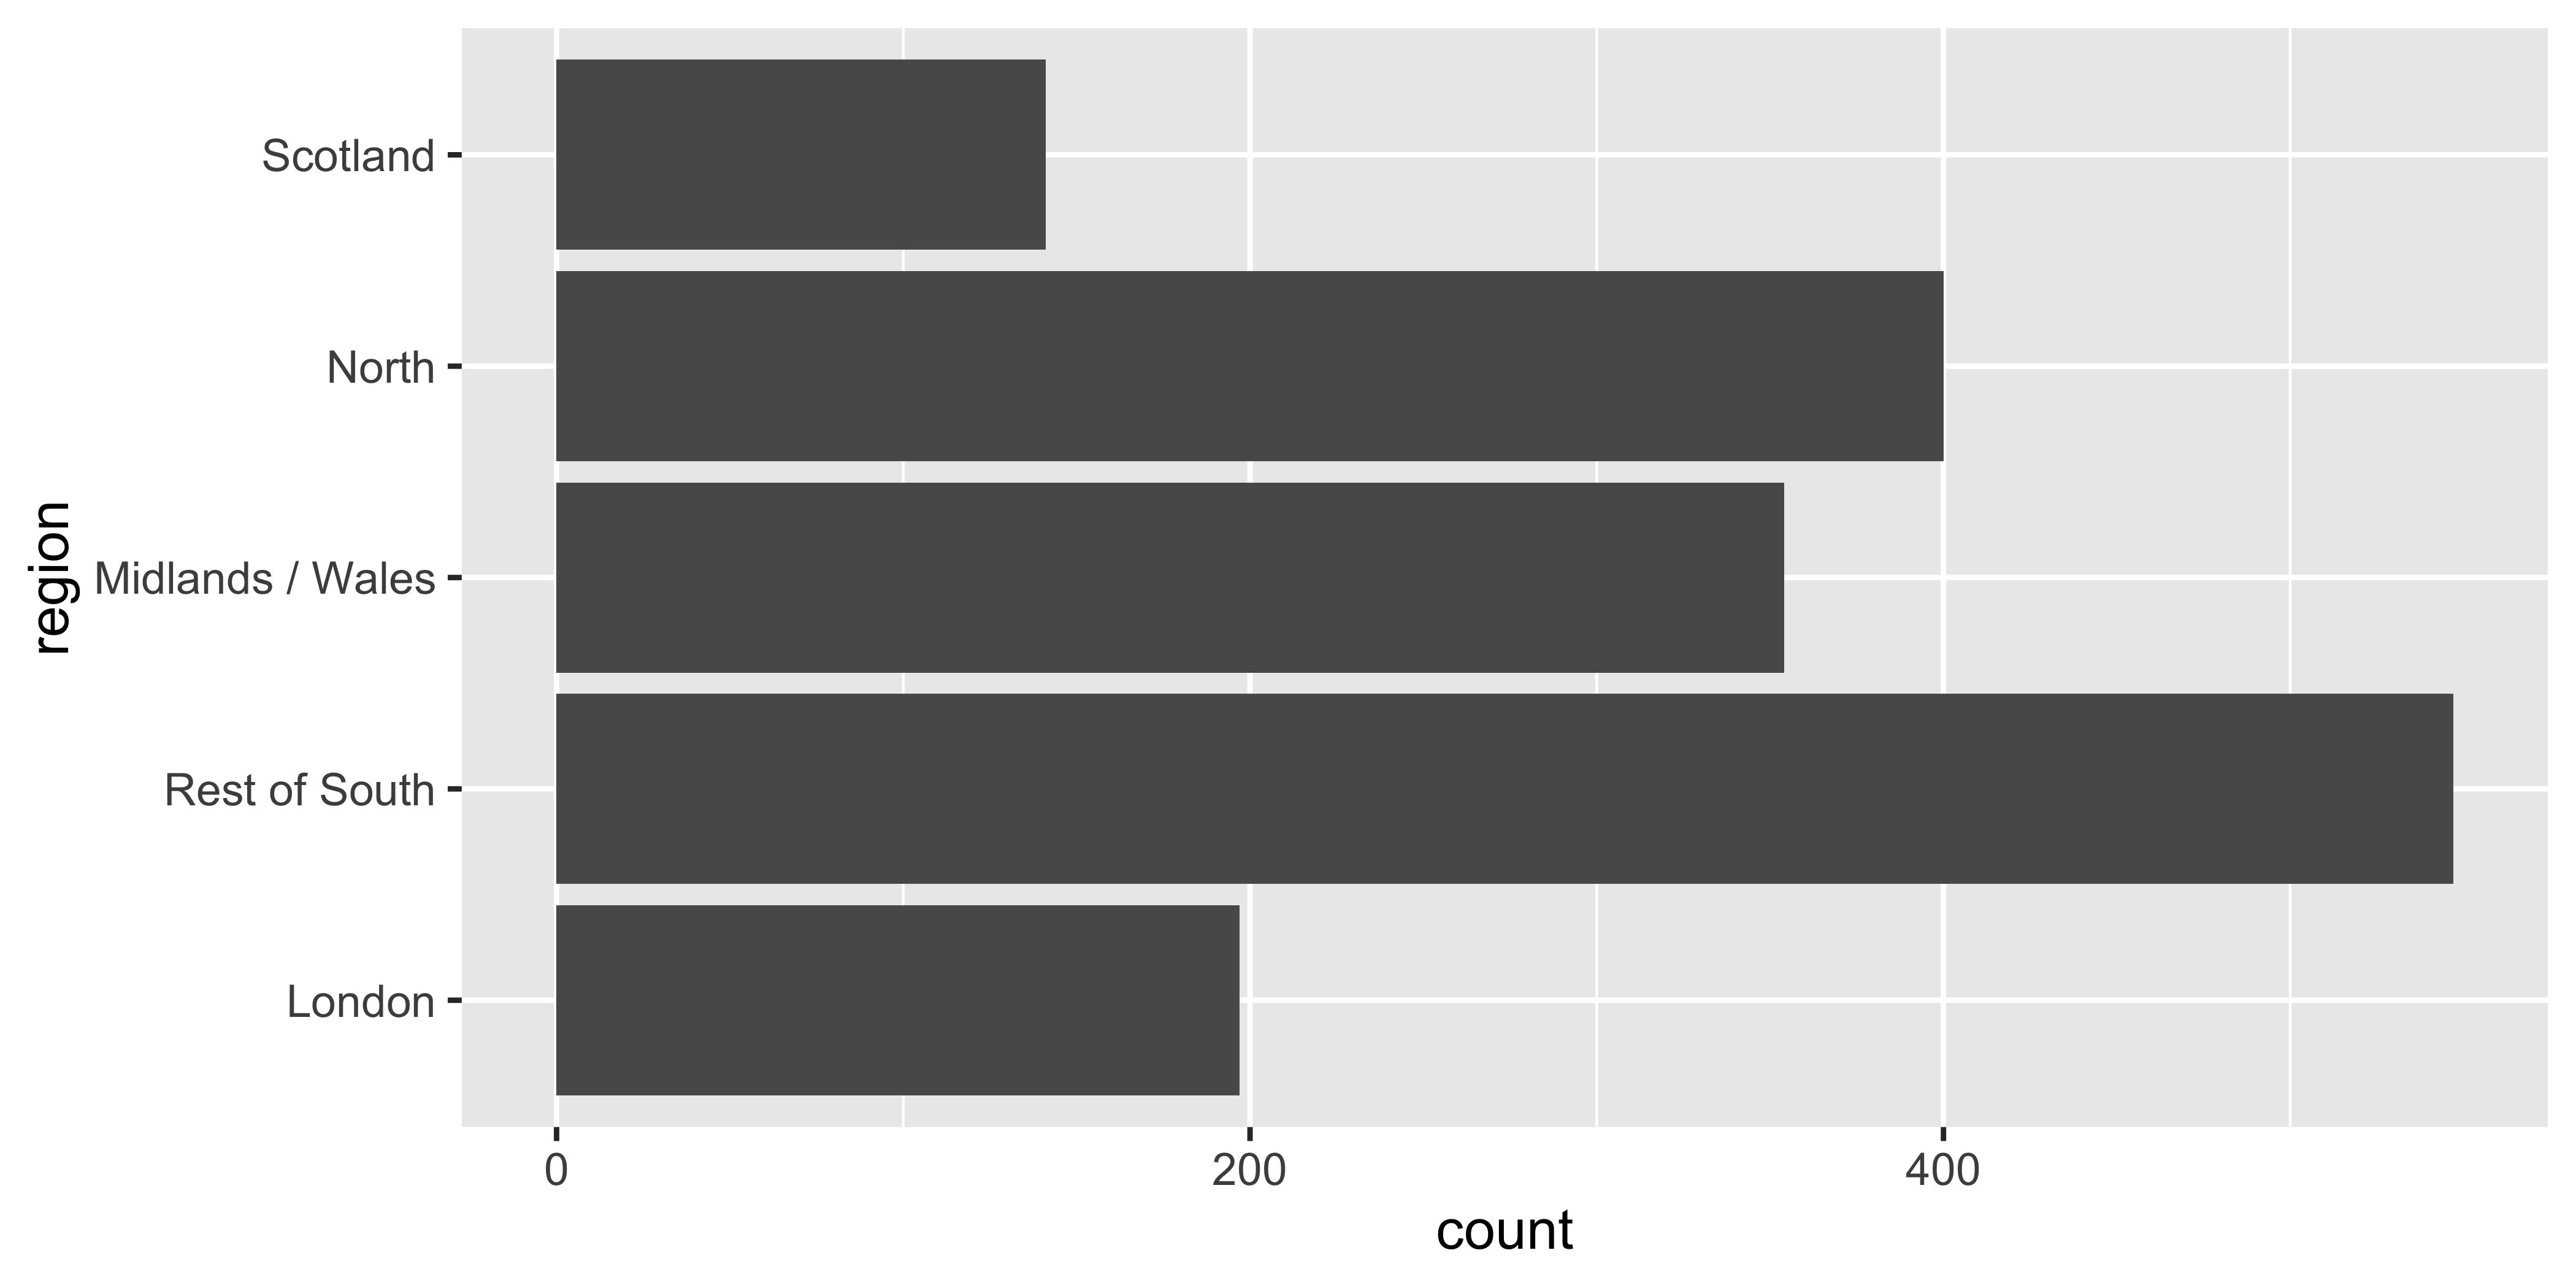 Scotland
North
Midlands / Wales
Rest of South
London
region
0 200 400
count